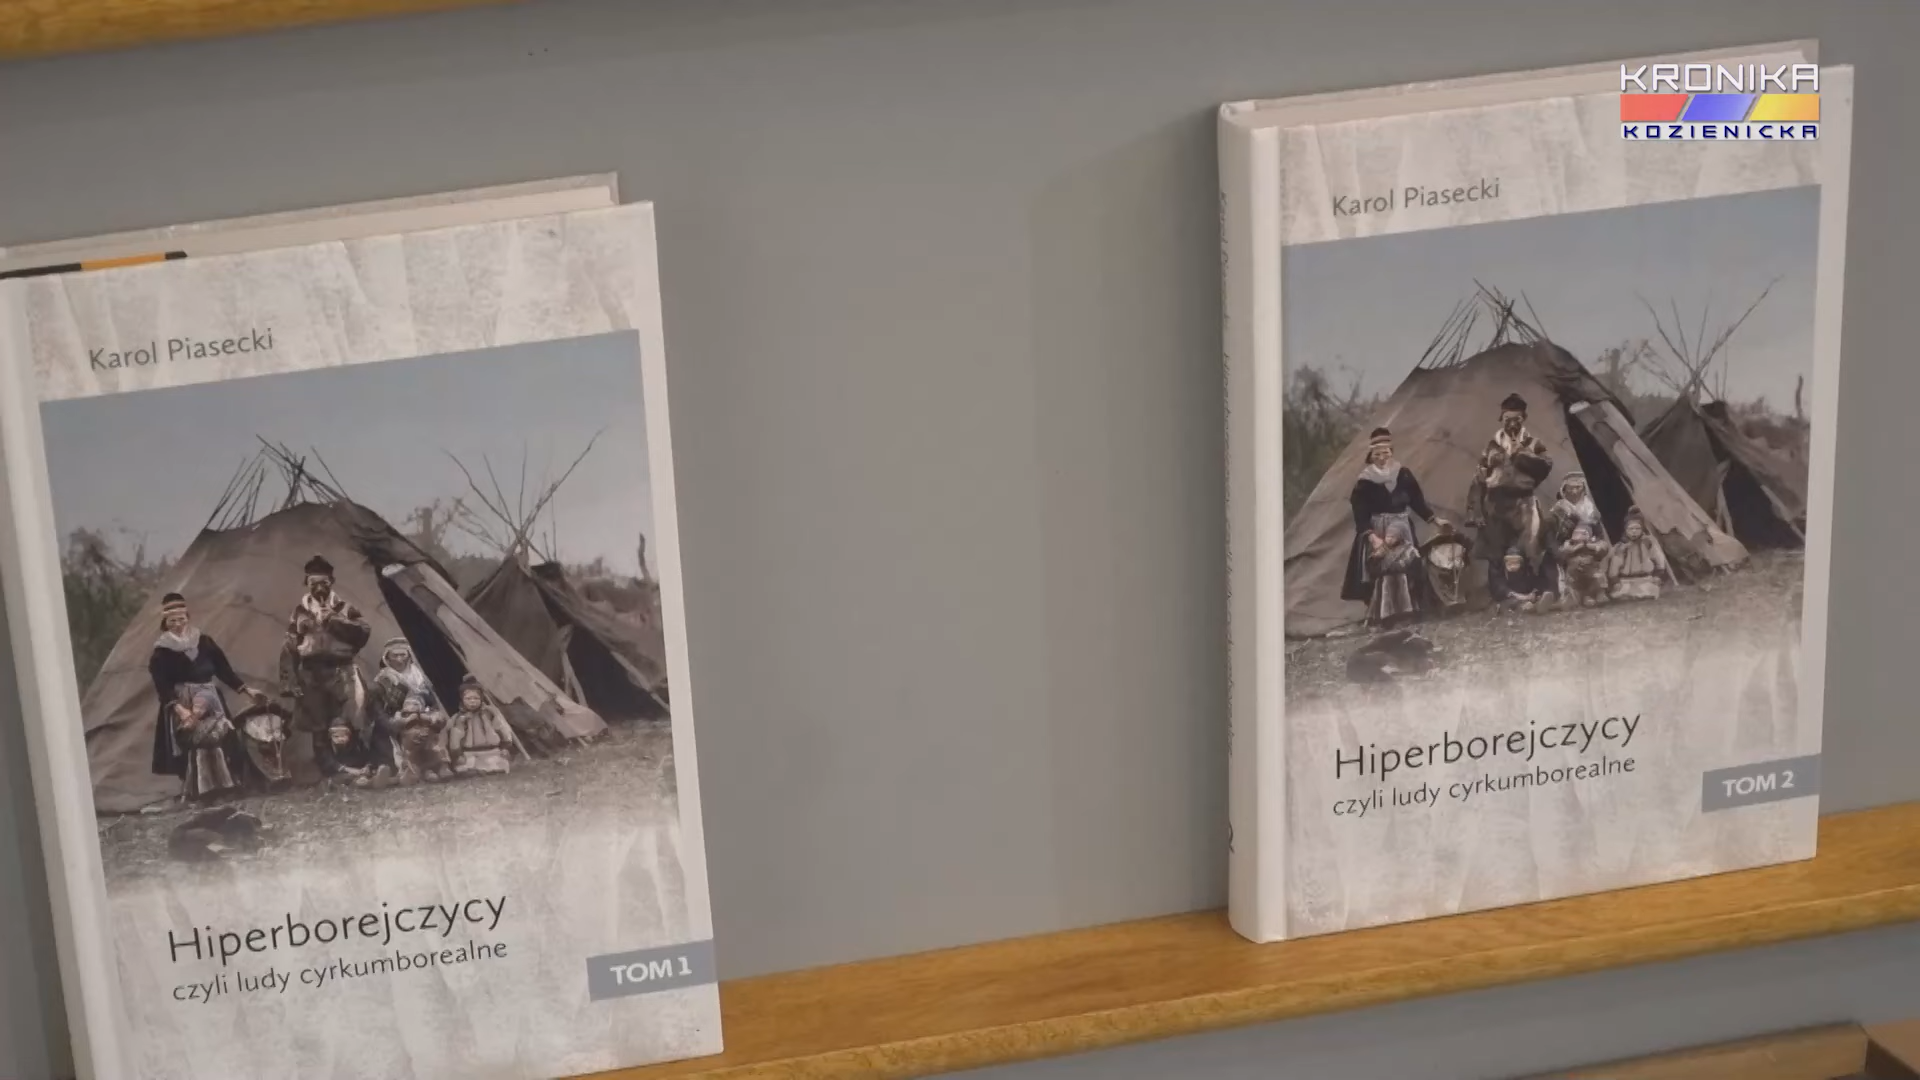 KRONIKA
KOZIENICKA
Karol Piasecki
Hiperborejczycy
czyli ludy cyrkumborealne
TOM 1
Karol Piasecki
Hiperborejczycy
czyli ludy cyrkumborealne
TOM 2